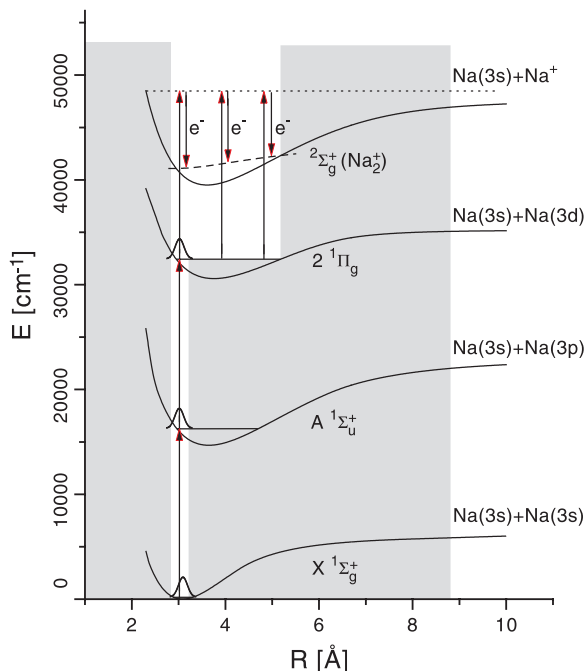 Na(3s)+Na⁺
e⁻ e⁻ e⁻
²Σg⁺(Na₂⁺)
Na(3s)+Na(3d)
2 ¹Πg
Na(3s)+Na(3p)
A ¹Σu⁺
Na(3s)+Na(3s)
X ¹Σg⁺
E [cm⁻¹]
50000
40000
30000
20000
10000
0
2 4 6 8 10
R [Å]